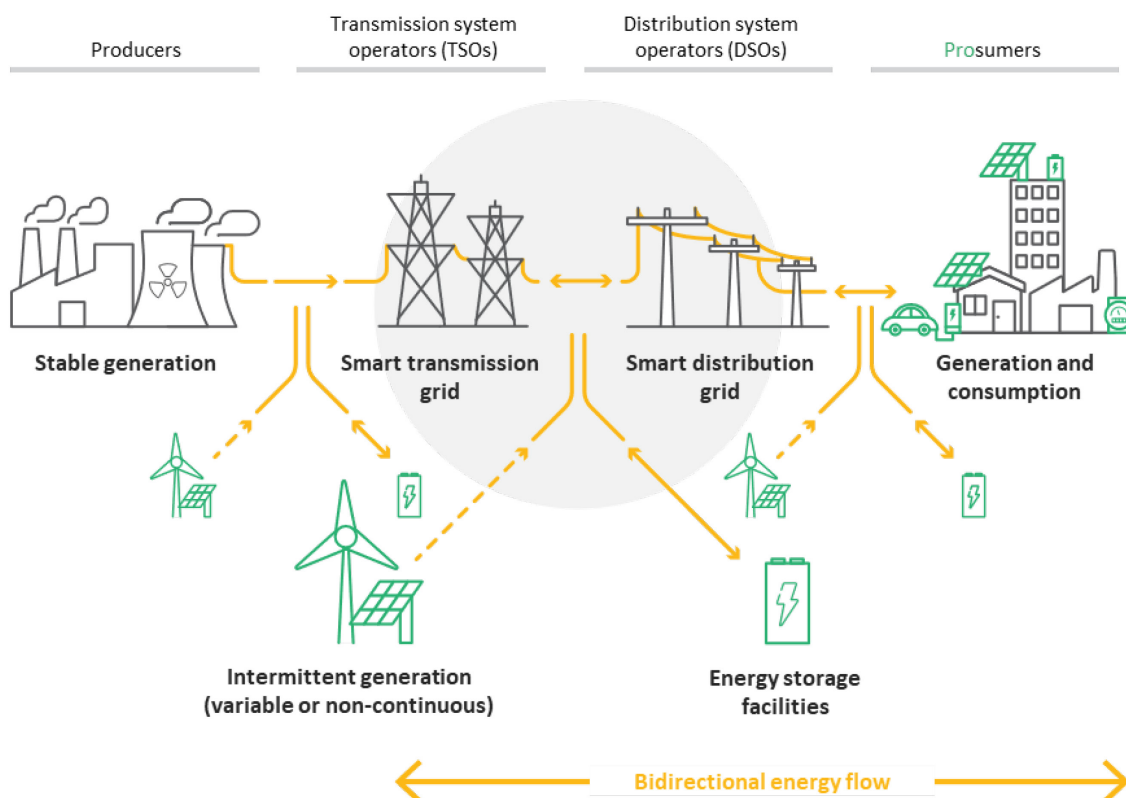 Producers
Transmission system
operators (TSOs)
Distribution system
operators (DSOs)
Prosumers
Stable generation
Smart transmission
grid
Smart distribution
grid
Generation and
consumption
Intermittent generation
(variable or non-continuous)
Energy storage
facilities
Bidirectional energy flow